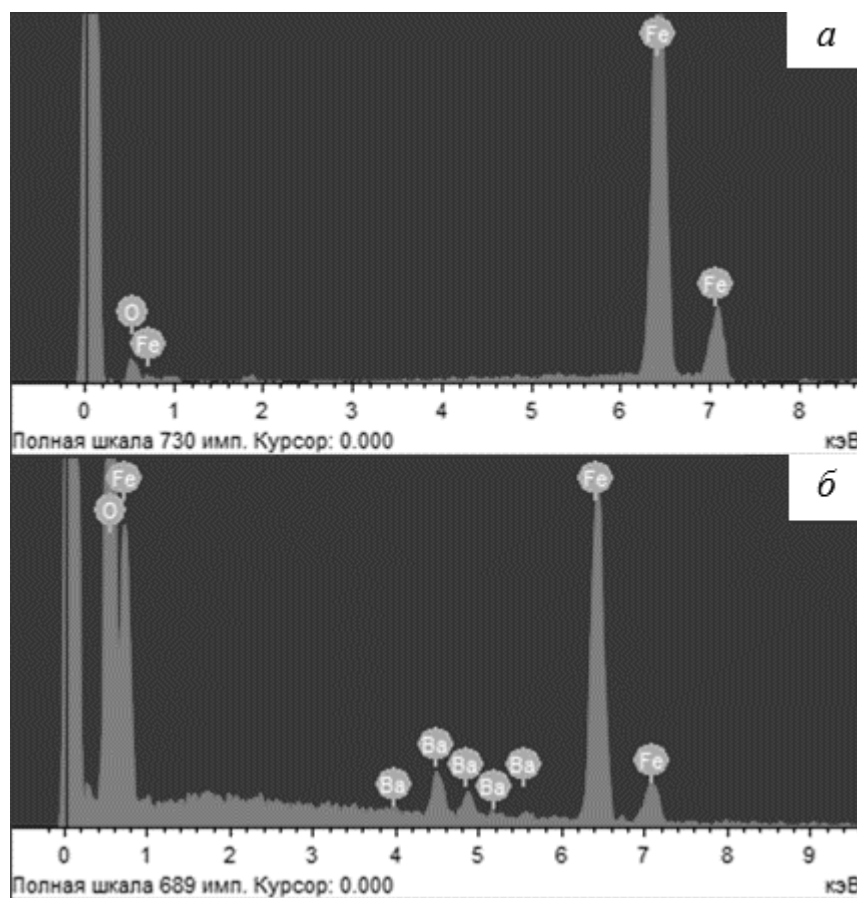 Fe а
O
Fe
Fe
0 1 2 3 4 5 6 7 8
Полная шкала 730 имп. Курсор: 0.000 кэВ
Fe Fe б
O
Ba
Ba Ba Fe
Ba Ba
0 1 2 3 4 5 6 7 8 9
Полная шкала 689 имп. Курсор: 0.000 кэВ